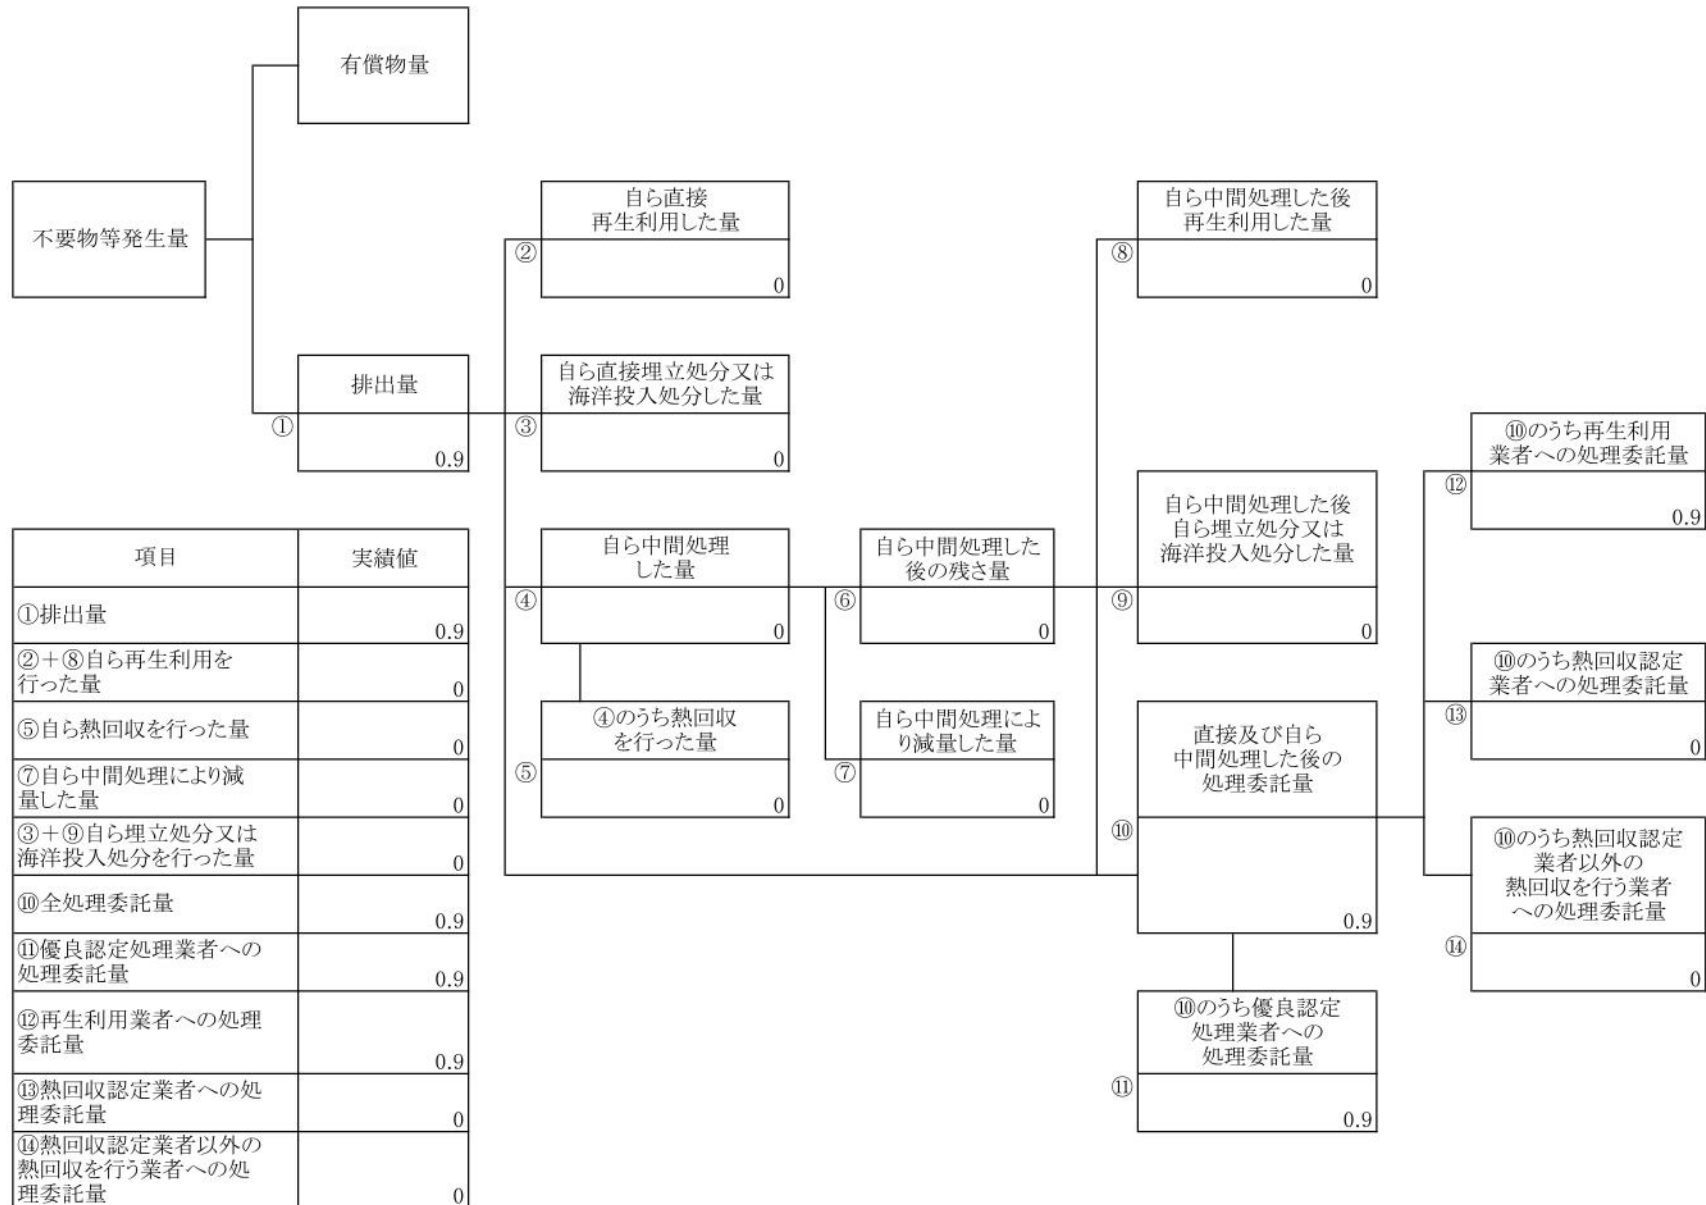 有償物量
不要物等発生量
排出量
①
0.9
自ら直接
再生利用した量
②
0
自ら直接埋立処分又は
海洋投入処分した量
③
0
自ら中間処理
した量
④
0
④のうち熱回収
を行った量
⑤
0
自ら中間処理した
後の残さ量
⑥
0
自ら中間処理によ
り減量した量
⑦
0
自ら中間処理した後
再生利用した量
⑧
0
自ら中間処理した後
自ら埋立処分又は
海洋投入処分した量
⑨
0
直接及び自ら
中間処理した後の
処理委託量
⑩
0.9
⑩のうち優良認定
処理業者への
処理委託量
⑪
0.9
⑩のうち再生利用
業者への処理委託量
⑫
0.9
⑩のうち熱回収認定
業者への処理委託量
⑬
0
⑩のうち熱回収認定
業者以外の
熱回収を行う業者
への処理委託量
⑭
0
項目 実績値
①排出量
0.9
②+⑧自ら再生利用を
行った量
0
⑤自ら熱回収を行った量
0
⑦自ら中間処理により減
量した量
0
③+⑨自ら埋立処分又は
海洋投入処分を行った量
0
⑩全処理委託量
0.9
⑪優良認定処理業者への
処理委託量
0.9
⑫再生利用業者への処理
委託量
0.9
⑬熱回収認定業者への処
理委託量
0
⑭熱回収認定業者以外の
熱回収を行う業者への処
理委託量
0